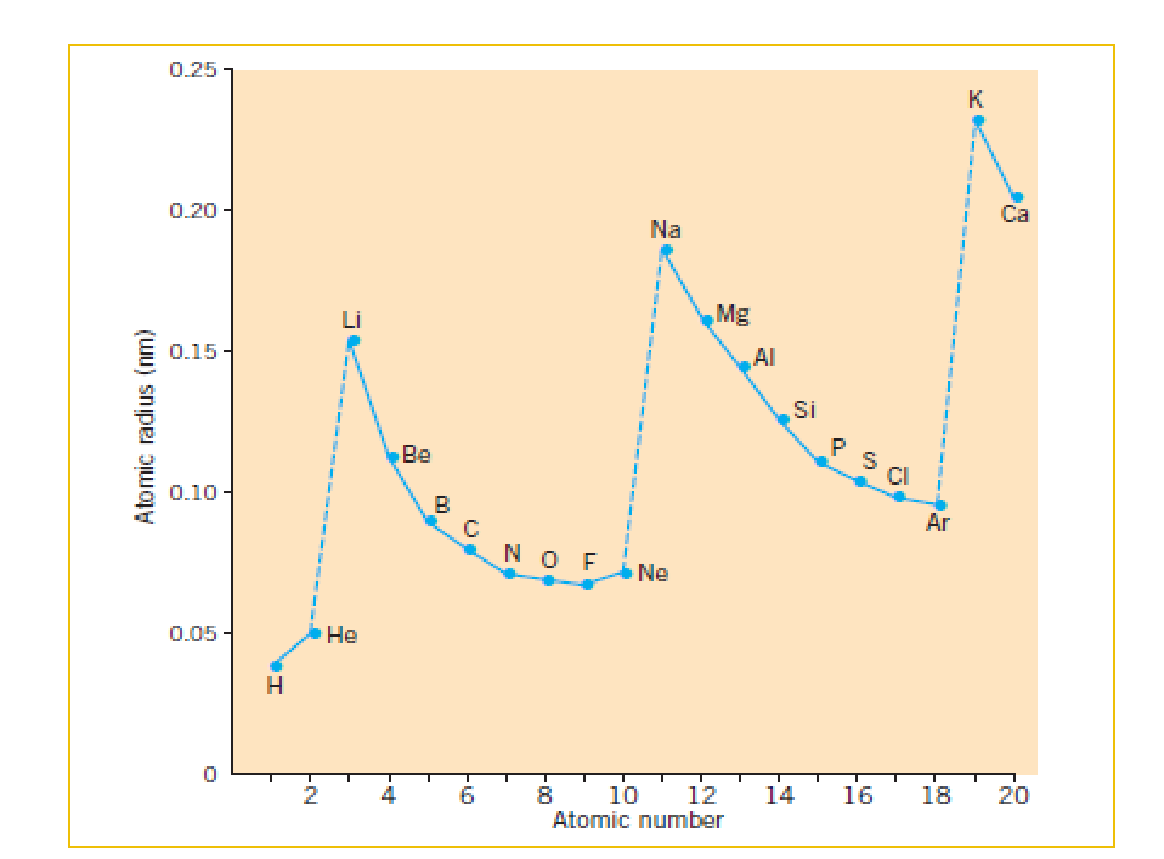 0.25
K
0.20
Ca
Na
Mg
Li
0.15
Al
Si
Atomic radius (nm)
P
S
Be
Cl
0.10
B
Ar
C
N
O
F
Ne
0.05
He
H
0
2 4 6 8 10 12 14 16 18 20
Atomic number